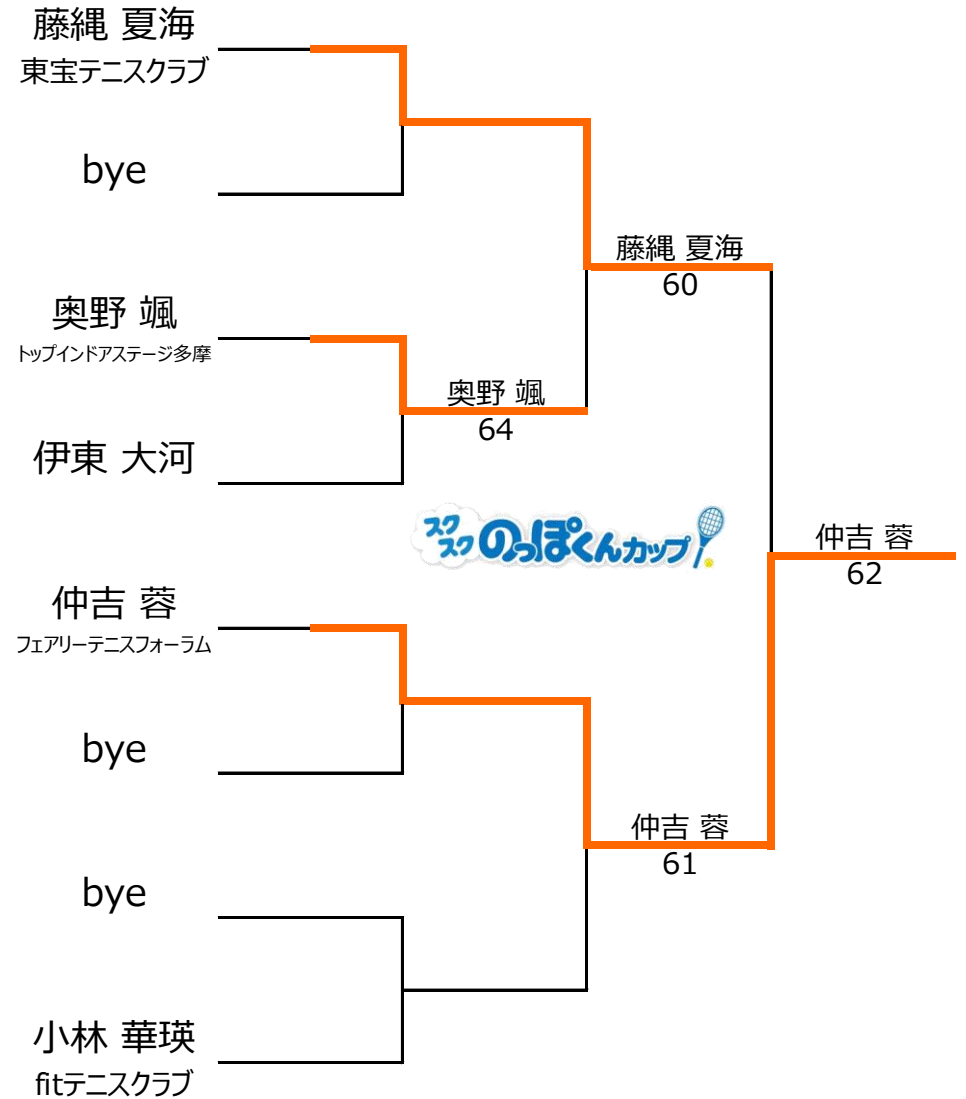 藤縄 夏海
東宝テニスクラブ
bye
藤縄 夏海
60
奥野 颯
トップインドアステージ多摩
奥野 颯
64
伊東 大河
スク
スク のっぽくんカップ
仲吉 蓉
62
仲吉 蓉
フェアリーテニスフォーラム
bye
仲吉 蓉
61
bye
小林 華瑛
fitテニスクラブ